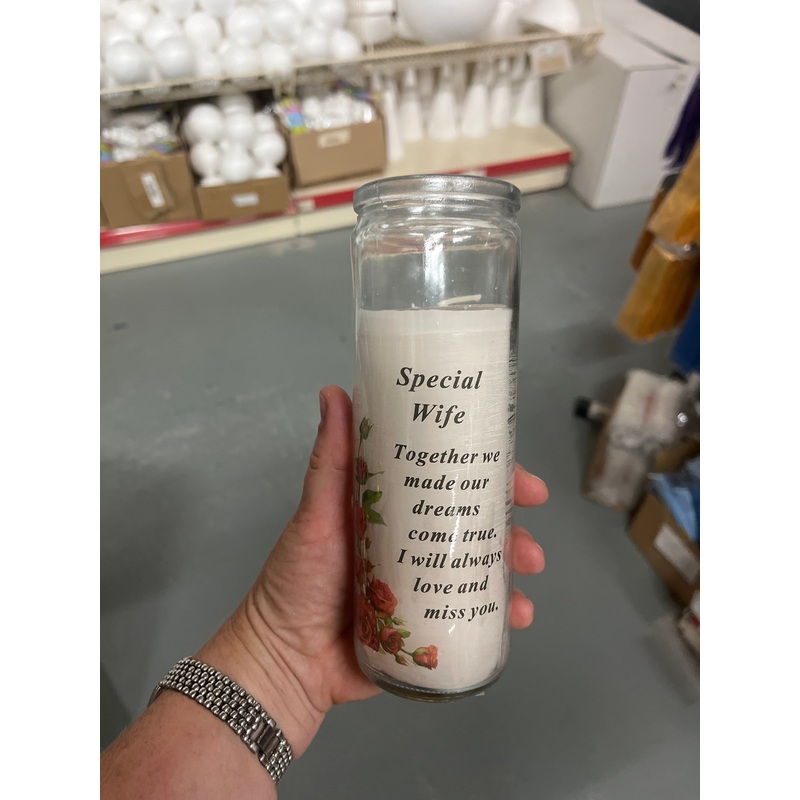 Special
Wife
Together we
made our
dreams
come true.
I will always
love and
miss you.